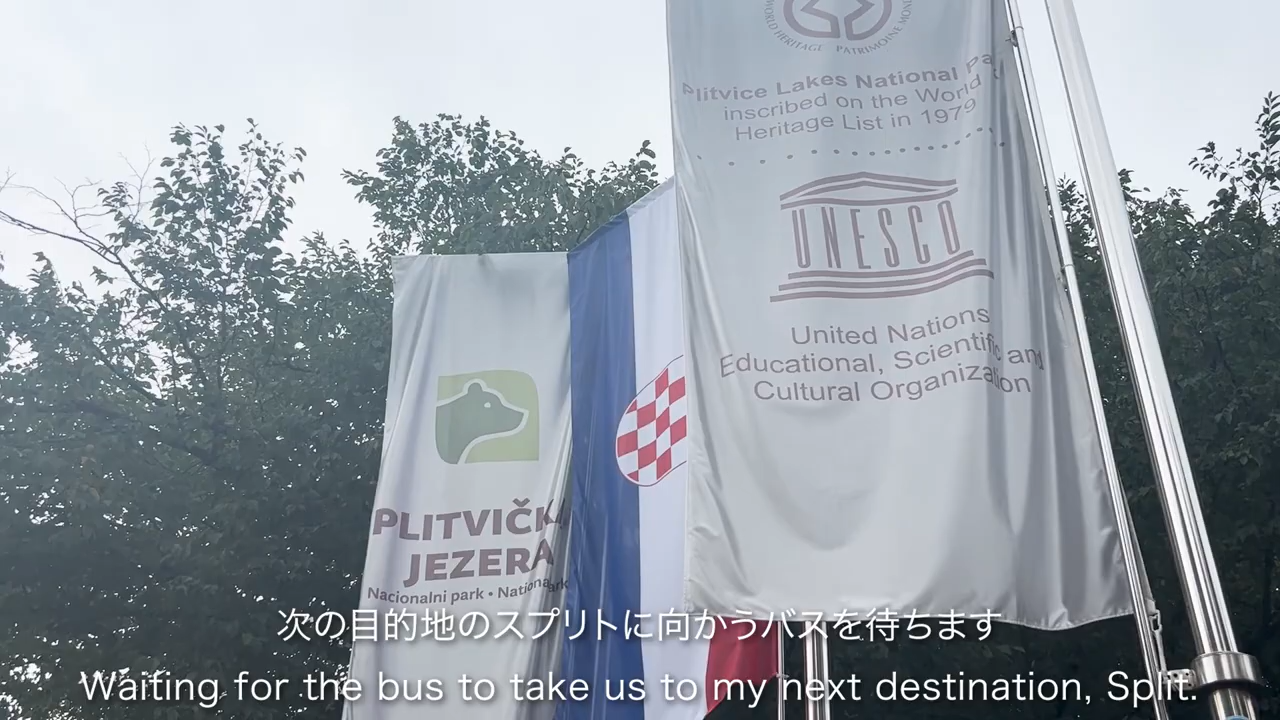 WORLD HERITAGE PATRIMOINE
Plitvice Lakes National
inscribed on the World
Heritage List in 1979
UNESCO
United Nations
Educational, Scientific and
Cultural Organization
PLITVIČKA
JEZERA
Nacionalni park • National Park
次の目的地のスプリトに向かうバスを待ちます
Waiting for the bus to take us to my next destination, Split.